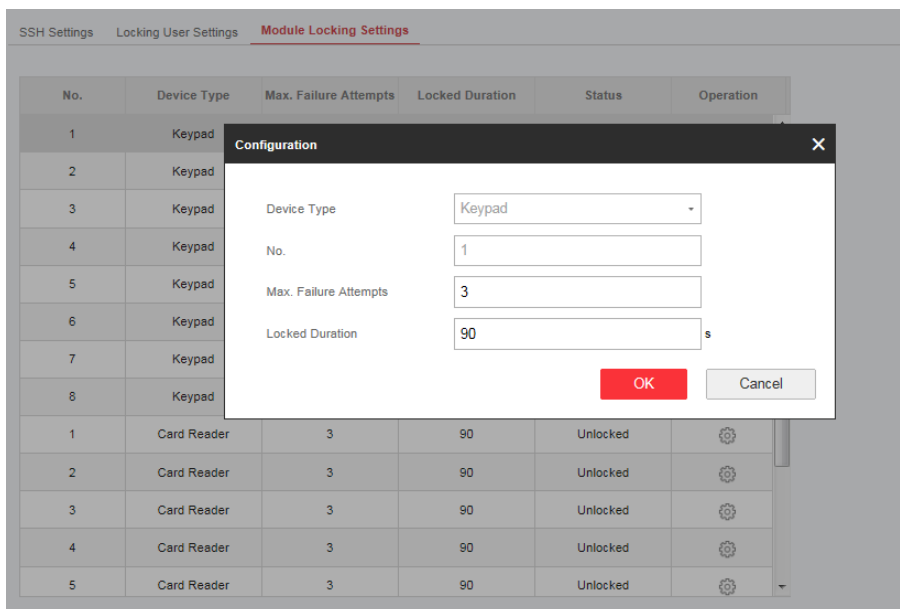 SSH Settings Locking User Settings Module Locking Settings
No. Device Type Max. Failure Attempts Locked Duration Status Operation
1 Keypad
Configuration
2 Keypad
3 Keypad
Device Type Keypad
4 Keypad
No. 1
5 Keypad
Max. Failure Attempts 3
6 Keypad
Locked Duration 90 s
7 Keypad
OK Cancel
8 Keypad
1 Card Reader 3 90 Unlocked
2 Card Reader 3 90 Unlocked
3 Card Reader 3 90 Unlocked
4 Card Reader 3 90 Unlocked
5 Card Reader 3 90 Unlocked